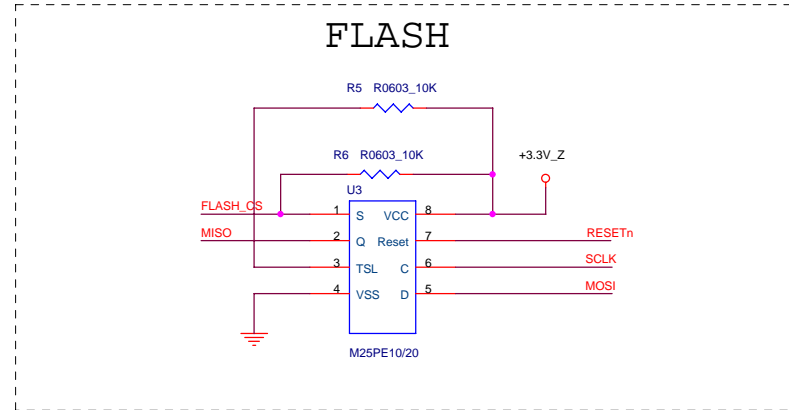 FLASH
R5 R0603_10K
R6 R0603_10K
+3.3V_Z
U3
FLASH_CS 1 S VCC 8
MISO 2 Q Reset 7 RESETn
3 TSL C 6 SCLK
4 VSS D 5 MOSI
M25PE10/20